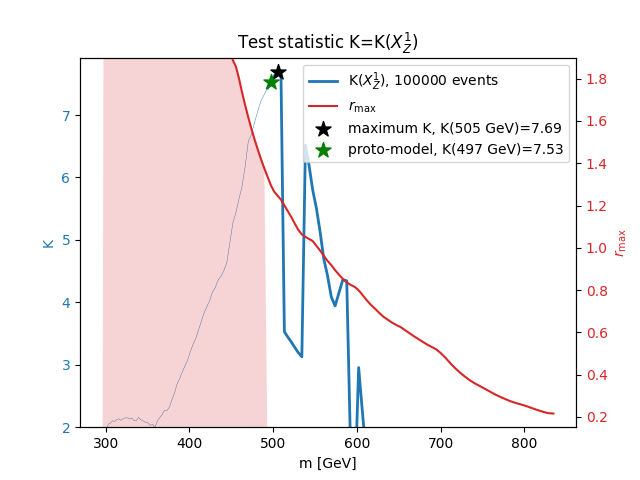 Test statistic K=K(X_Z^1)
K(X_Z^1), 100000 events
r_max
maximum K, K(505 GeV)=7.69
proto-model, K(497 GeV)=7.53
K
7
6
5
4
3
2
1.8
1.6
1.4
1.2
1.0
0.8
0.6
0.4
0.2
r_max
300 400 500 600 700 800
m [GeV]